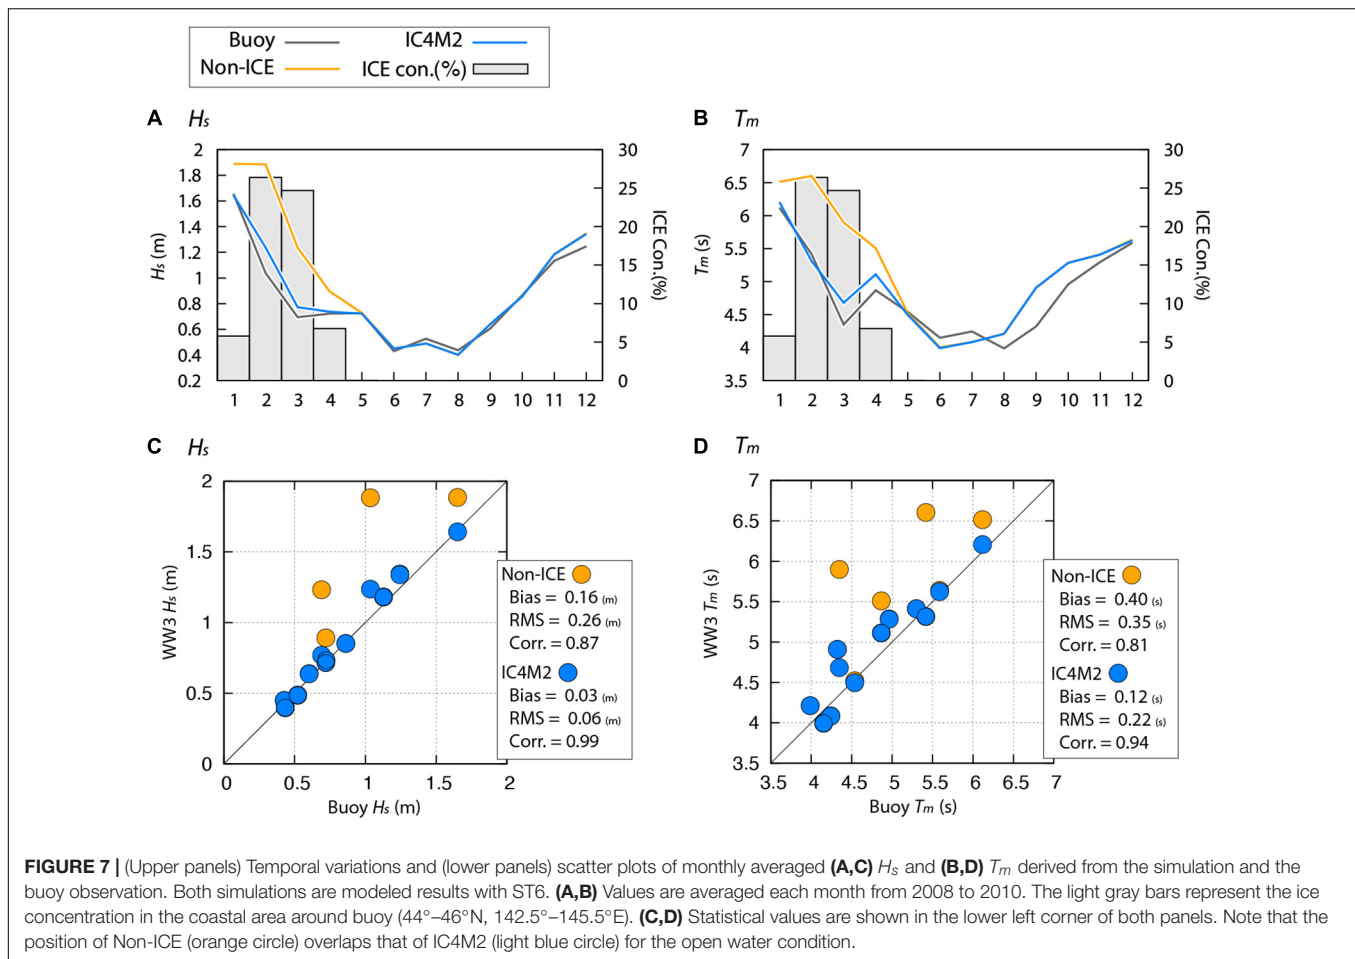 Buoy IC4M2
Non-ICE ICE con.(%)
A Hs
2
1.8
1.6
1.4
1.2
1
0.8
0.6
0.4
0.2
Hs (m)
30
25
20
15
10
5
0
ICE Con.(%)
1 2 3 4 5 6 7 8 9 10 11 12
B Tm
7
6.5
6
5.5
5
4.5
4
3.5
Tm (s)
30
25
20
15
10
5
0
ICE Con.(%)
1 2 3 4 5 6 7 8 9 10 11 12
C Hs
2
1.5
1
0.5
0
WW3 Hs (m)
0 0.5 1 1.5 2
Buoy Hs (m)
Non-ICE
Bias = 0.16 (m)
RMS = 0.26 (m)
Corr. = 0.87
IC4M2
Bias = 0.03 (m)
RMS = 0.06 (m)
Corr. = 0.99
D Tm
7
6.5
6
5.5
5
4.5
4
3.5
WW3 Tm (s)
3.5 4 4.5 5 5.5 6 6.5 7
Buoy Tm (s)
Non-ICE
Bias = 0.40 (s)
RMS = 0.35 (s)
Corr. = 0.81
IC4M2
Bias = 0.12 (s)
RMS = 0.22 (s)
Corr. = 0.94
FIGURE 7 | (Upper panels) Temporal variations and (lower panels) scatter plots of monthly averaged (A,C) Hs and (B,D) Tm derived from the simulation and the
buoy observation. Both simulations are modeled results with ST6. (A,B) Values are averaged each month from 2008 to 2010. The light gray bars represent the ice
concentration in the coastal area around buoy (44°–46°N, 142.5°–145.5°E). (C,D) Statistical values are shown in the lower left corner of both panels. Note that the
position of Non-ICE (orange circle) overlaps that of IC4M2 (light blue circle) for the open water condition.